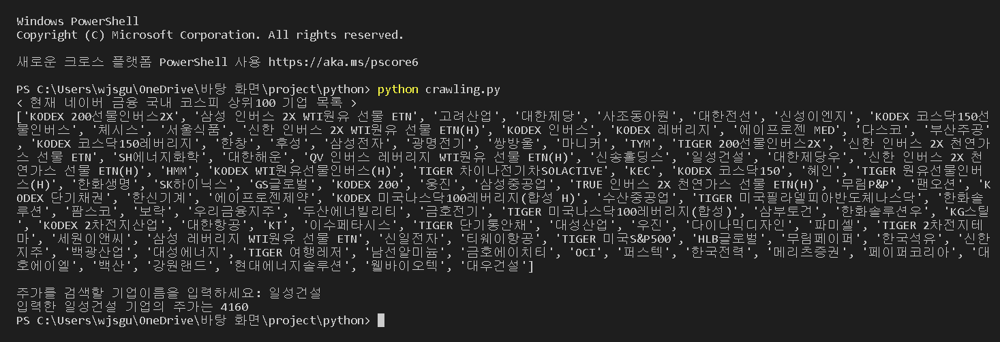 Windows PowerShell
Copyright (C) Microsoft Corporation. All rights reserved.
새로운 크로스 플랫폼 PowerShell 사용 https://aka.ms/pscore6
PS C:\Users\wjsgu\OneDrive\바탕 화면\project\python> python crawling.py
< 현재 네이버 금융 국내 코스피 상위100 기업 목록 >
['KODEX 200선물인버스2X', '삼성 인버스 2X WTI원유 선물 ETN', '고려산업', '대한제당', '사조동아원', '대한전선', '신성이엔지', 'KODEX 코스닥150선
물인버스', '체시스', '서울식품', '신한 인버스 2X WTI원유 선물 ETN(H)', 'KODEX 인버스', 'KODEX 레버리지', '에이프로젠 MED', '다스코', '부산주공'
, 'KODEX 코스닥150레버리지', '한창', '후성', '삼성전자', '광명전기', '쌍방울', '마니커', 'TYM', 'TIGER 200선물인버스2X', '신한 인버스 2X 천연가
스 선물 ETN', 'SH에너지화학', '대한해운', 'QV 인버스 레버리지 WTI원유 선물 ETN(H)', '신송홀딩스', '일성건설', '대한제당우', '신한 인버스 2X 천
연가스 선물 ETN(H)', 'HMM', 'KODEX WTI원유선물인버스(H)', 'TIGER 차이나전기차SOLACTIVE', 'KEC', 'KODEX 코스닥150', '혜인', 'TIGER 원유선물인버
스(H)', '한화생명', 'SK하이닉스', 'GS글로벌', 'KODEX 200', '웅진', '삼성중공업', 'TRUE 인버스 2X 천연가스 선물 ETN(H)', '무림P&P', '팬오션', 'K
ODEX 단기채권', '한신기계', '에이프로젠제약', 'KODEX 미국나스닥100레버리지(합성 H)', '수산중공업', 'TIGER 미국필라델피아반도체나스닥', '한화솔
루션', '팜스코', '보락', '우리금융지주', '두산에너빌리티', '금호전기', 'TIGER 미국나스닥100레버리지(합성)', '삼부토건', '한화솔루션우', 'KG스틸'
, 'KODEX 2차전지산업', '대한항공', 'KT', '이수페타시스', 'TIGER 단기통안채', '대성산업', '우진', '다이나믹디자인', '파미셀', 'TIGER 2차전지테
마', '세원이앤씨', '삼성 레버리지 WTI원유 선물 ETN', '신일전자', '티웨이항공', 'TIGER 미국S&P500', 'HLB글로벌', '무림페이퍼', '한국석유', '신한
지주', '백광산업', '대성에너지', 'TIGER 여행레저', '남선알미늄', '금호에이치티', 'OCI', '퍼스텍', '한국전력', '메리츠증권', '페이퍼코리아', '대
호에이엘', '백산', '강원랜드', '현대에너지솔루션', '웰바이오텍', '대우건설']
주가를 검색할 기업이름을 입력하세요: 일성건설
입력한 일성건설 기업의 주가는 4160
PS C:\Users\wjsgu\OneDrive\바탕 화면\project\python>